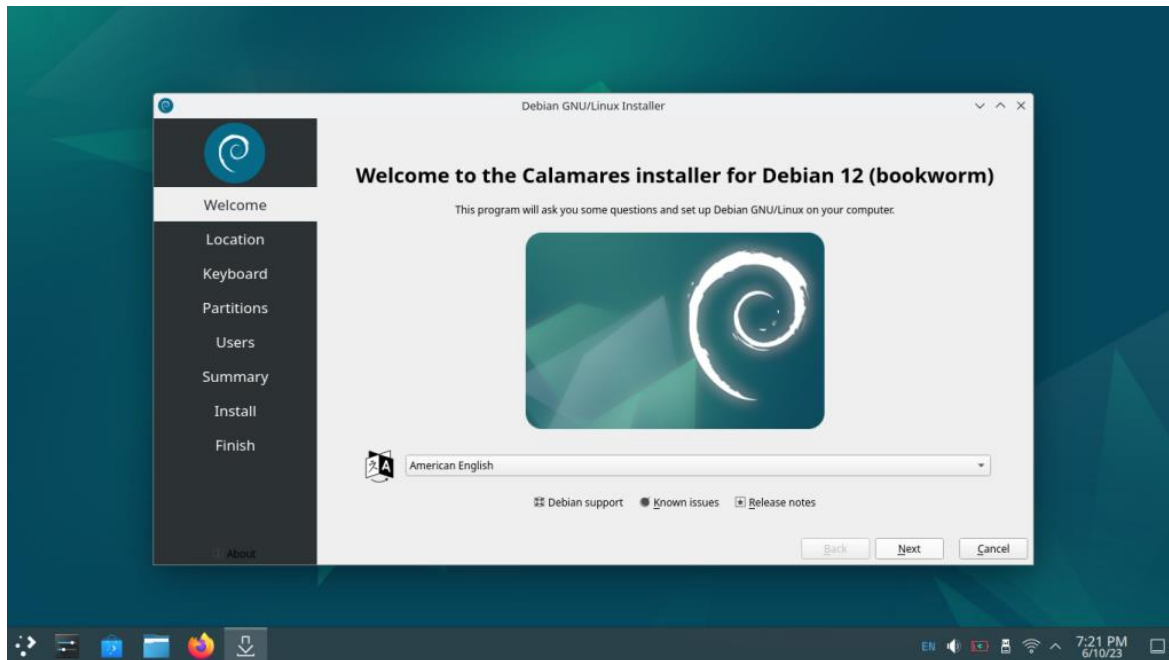 Debian GNU/Linux Installer
Welcome
Location
Keyboard
Partitions
Users
Summary
Install
Finish
About
Welcome to the Calamares installer for Debian 12 (bookworm)
This program will ask you some questions and set up Debian GNU/Linux on your computer.
American English
Debian support Known issues Release notes
Back Next Cancel
EN 7:21 PM
6/10/23